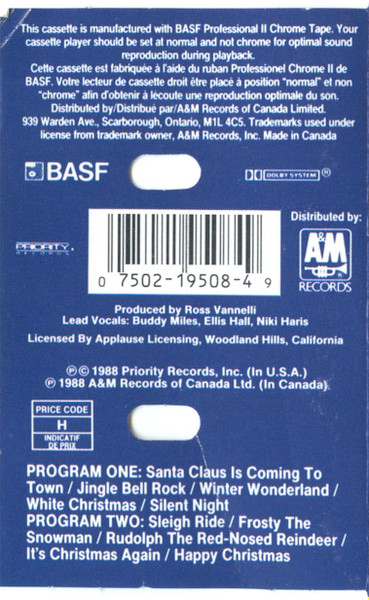 This cassette is manufactured with BASF Professional II Chrome Tape. Your
cassette player should be set at normal and not chrome for optimal sound
reproduction during playback.
Cette cassette est fabriquée à l'aide du ruban Professionel Chrome II de
BASF. Votre lecteur de cassette droit être placé à position "normal" et non
"chrome" afin d'obtenir à lécoute une reproduction optimale du son.
Distributed by/Distribué par/A&M Records of Canada Limited.
939 Warden Ave., Scarborough, Ontario, M1L 4C5. Trademarks used under
license from trademark owner, A&M Records, Inc. Made in Canada
BASF
DOLBY SYSTEM ®
Distributed by:
PRIORITY
RECORDS
A&M
RECORDS
0 7502-19508-4 9
Produced by Ross Vannelli
Lead Vocals: Buddy Miles, Ellis Hall, Niki Haris
Licensed By Applause Licensing, Woodland Hills, California
℗ © 1988 Priority Records, Inc. (In U.S.A.)
℗ 1988 A&M Records of Canada Ltd. (In Canada)
PRICE CODE
H
INDICATIF
DE PRIX
PROGRAM ONE: Santa Claus Is Coming To
Town / Jingle Bell Rock / Winter Wonderland /
White Christmas / Silent Night
PROGRAM TWO: Sleigh Ride / Frosty The
Snowman / Rudolph The Red-Nosed Reindeer /
It's Christmas Again / Happy Christmas